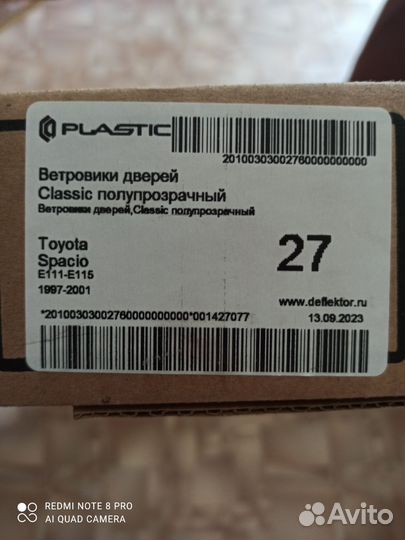 PLASTIC
20100303002760000000000
Ветровики дверей
Classic полупрозрачный
Ветровики дверей,Classic полупрозрачный
Toyota
Spacio
E111-E115
1997-2001
27
www.deflektor.ru
*20100303002760000000000*001427077
13.09.2023
REDMI NOTE 8 PRO
AI QUAD CAMERA
Avito